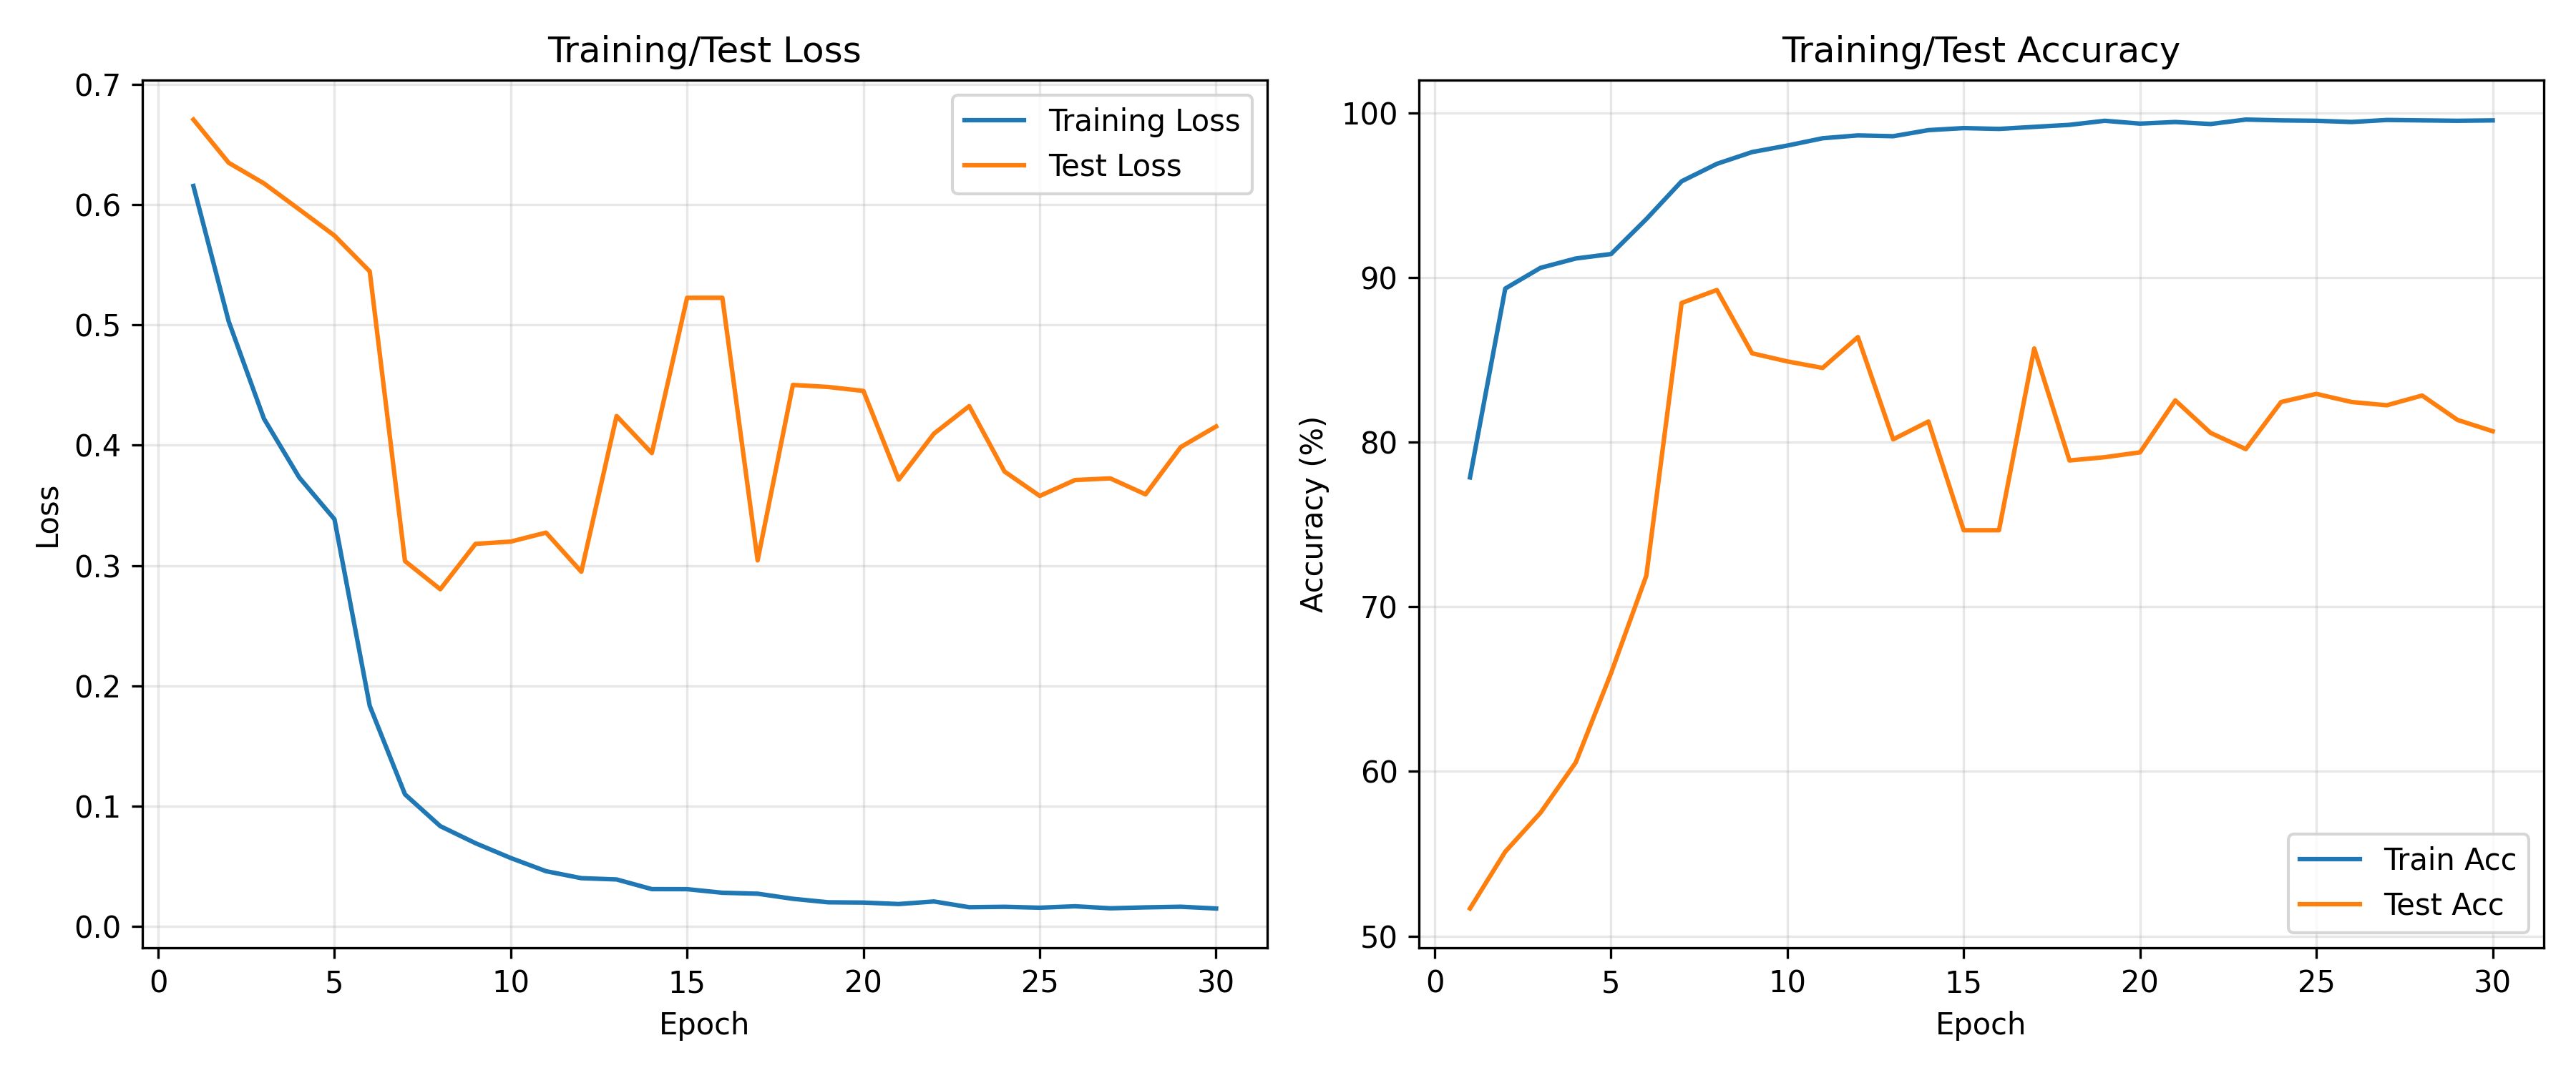 Training/Test Loss
0.7
0.6
0.5
0.4
0.3
0.2
0.1
0.0
Loss
0 5 10 15 20 25 30
Epoch
Training Loss
Test Loss
Training/Test Accuracy
100
90
80
70
60
50
Accuracy (%)
0 5 10 15 20 25 30
Epoch
Train Acc
Test Acc